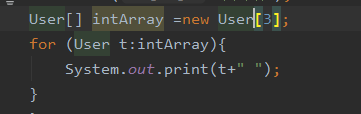 User[] intArray =new User[3];
for (User t:intArray){
System.out.print(t+" ");
}